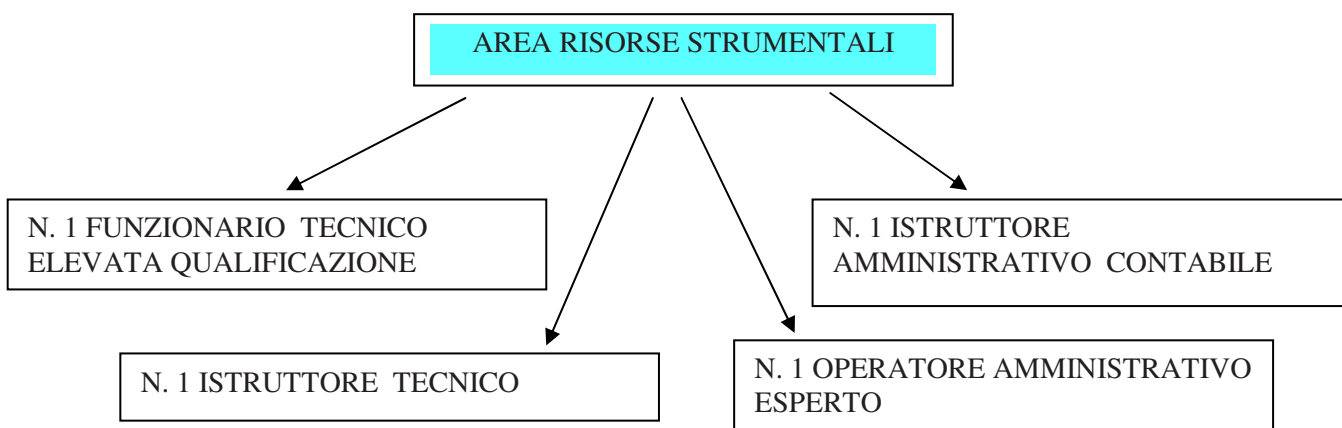 AREA RISORSE STRUMENTALI
N. 1 FUNZIONARIO TECNICO
ELEVATA QUALIFICAZIONE
N. 1 ISTRUTTORE
AMMINISTRATIVO CONTABILE
N. 1 ISTRUTTORE TECNICO
N. 1 OPERATORE AMMINISTRATIVO
ESPERTO